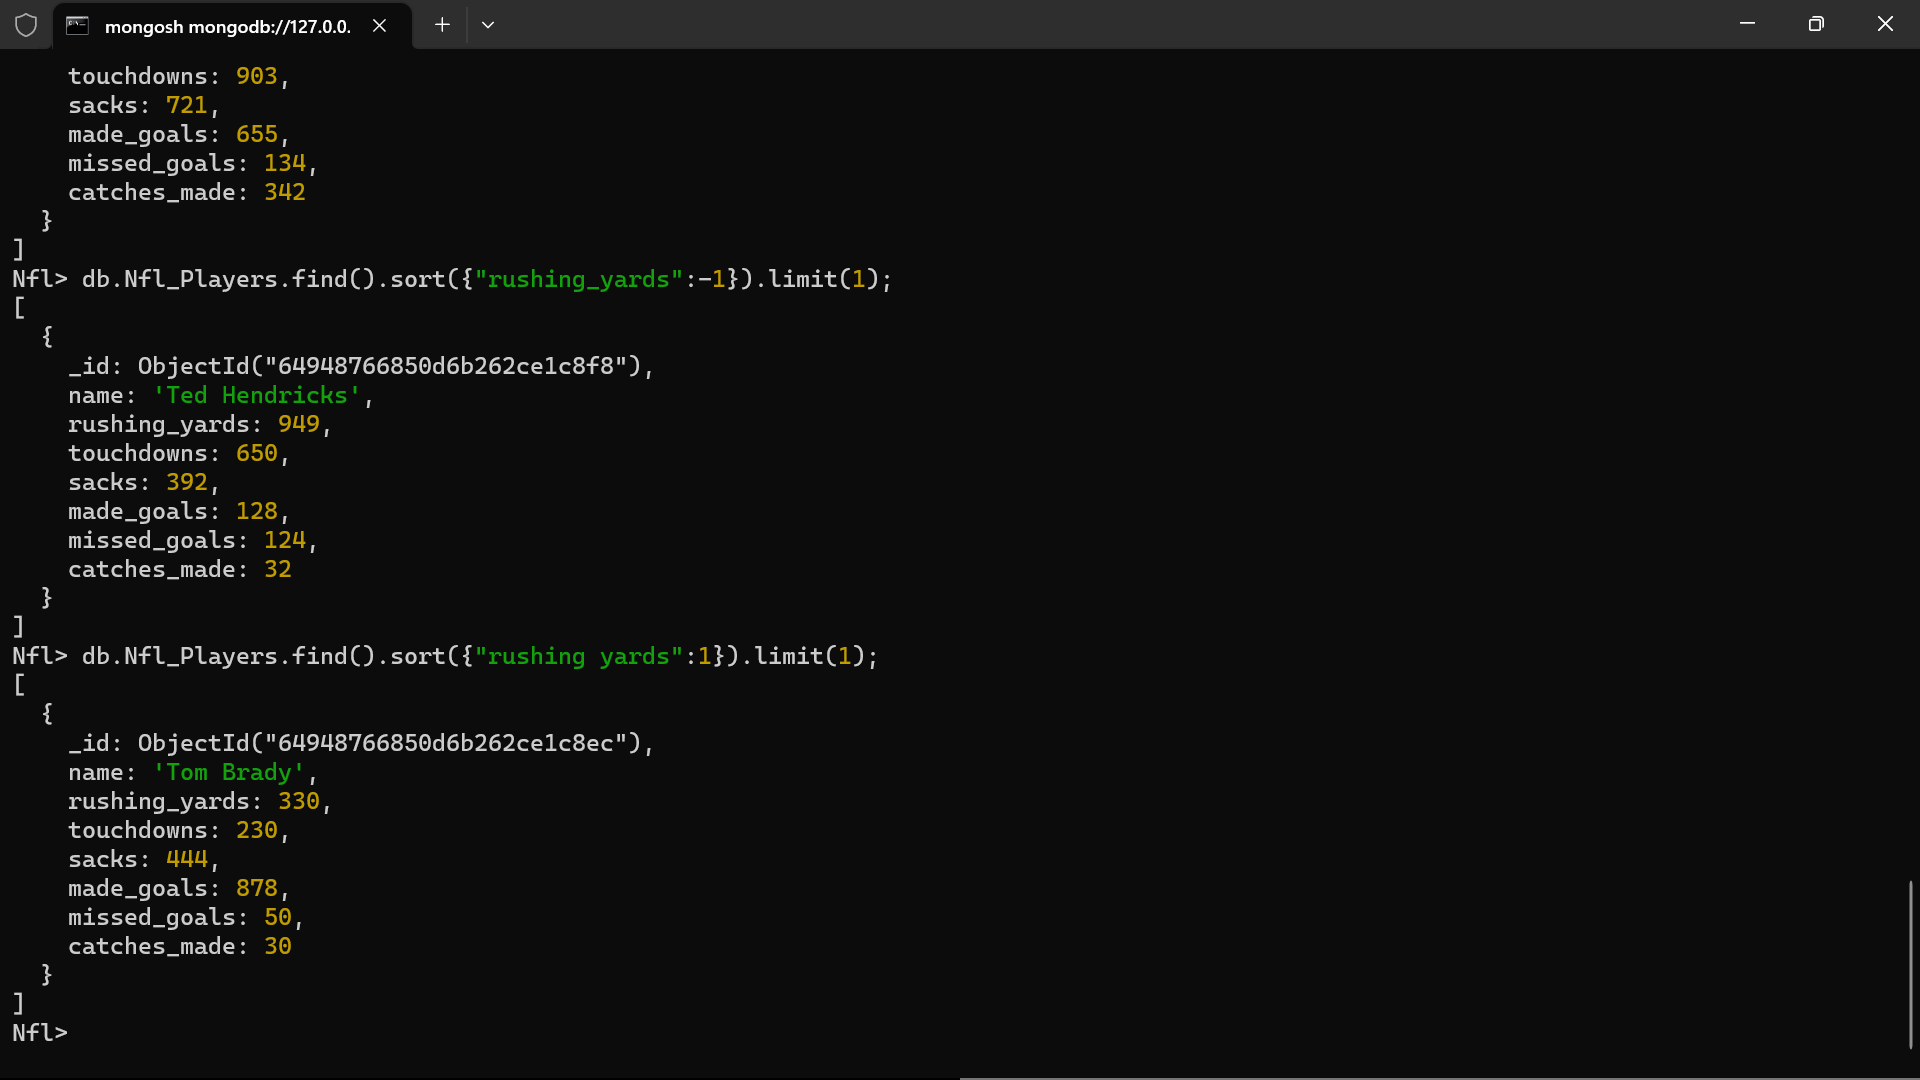 mongosh mongodb://127.0.0.
touchdowns: 903,
sacks: 721,
made_goals: 655,
missed_goals: 134,
catches_made: 342
}
]
Nfl> db.Nfl_Players.find().sort({"rushing_yards":-1}).limit(1);
[
{
_id: ObjectId("64948766850d6b262ce1c8f8"),
name: 'Ted Hendricks',
rushing_yards: 949,
touchdowns: 650,
sacks: 392,
made_goals: 128,
missed_goals: 124,
catches_made: 32
}
]
Nfl> db.Nfl_Players.find().sort({"rushing yards":1}).limit(1);
[
{
_id: ObjectId("64948766850d6b262ce1c8ec"),
name: 'Tom Brady',
rushing_yards: 330,
touchdowns: 230,
sacks: 444,
made_goals: 878,
missed_goals: 50,
catches_made: 30
}
]
Nfl>